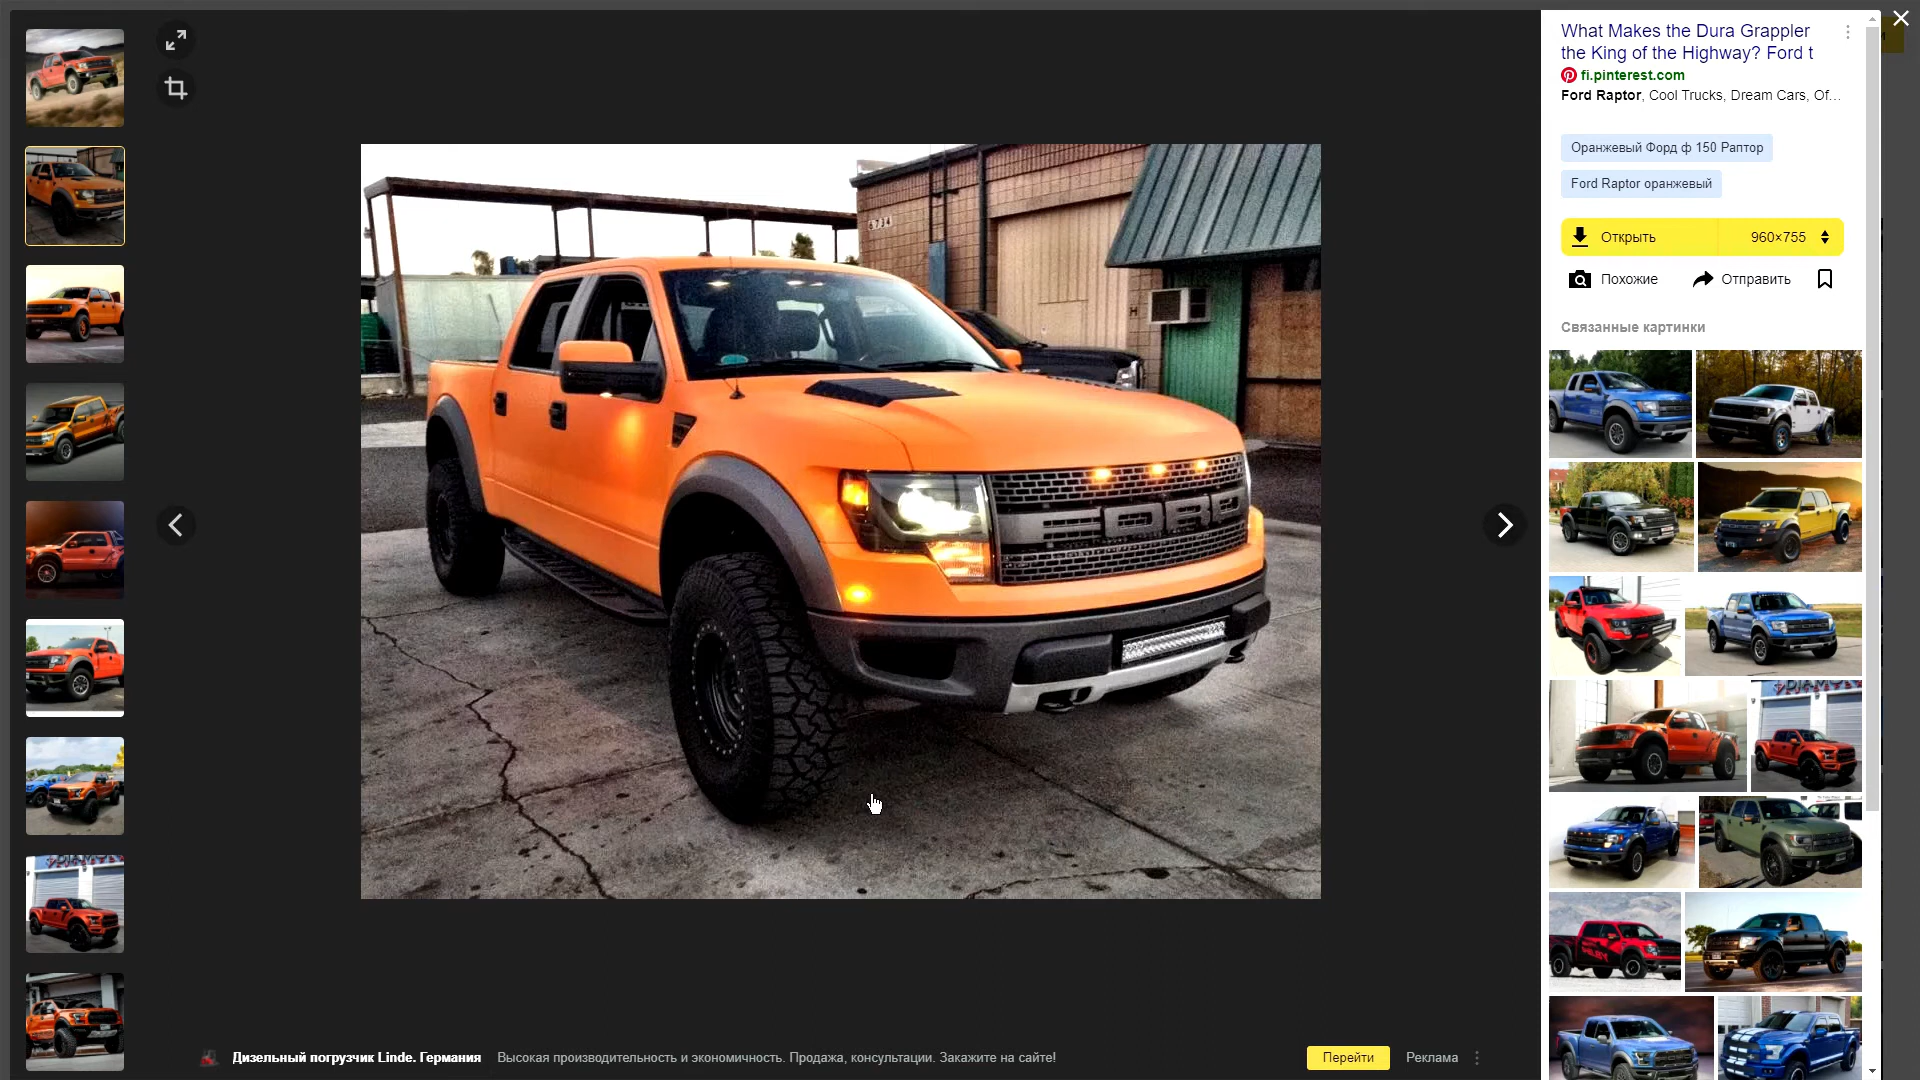 What Makes the Dura Grappler
the King of the Highway? Ford t
fi.pinterest.com
Ford Raptor, Cool Trucks, Dream Cars, Of...
Оранжевый Форд ф 150 Раптор
Ford Raptor оранжевый
Открыть 960×755
Похожие Отправить
Связанные картинки
6734
FORD
Дизельный погрузчик Linde. Германия Высокая производительность и экономичность. Продажа, консультации. Закажите на сайте! Перейти Реклама